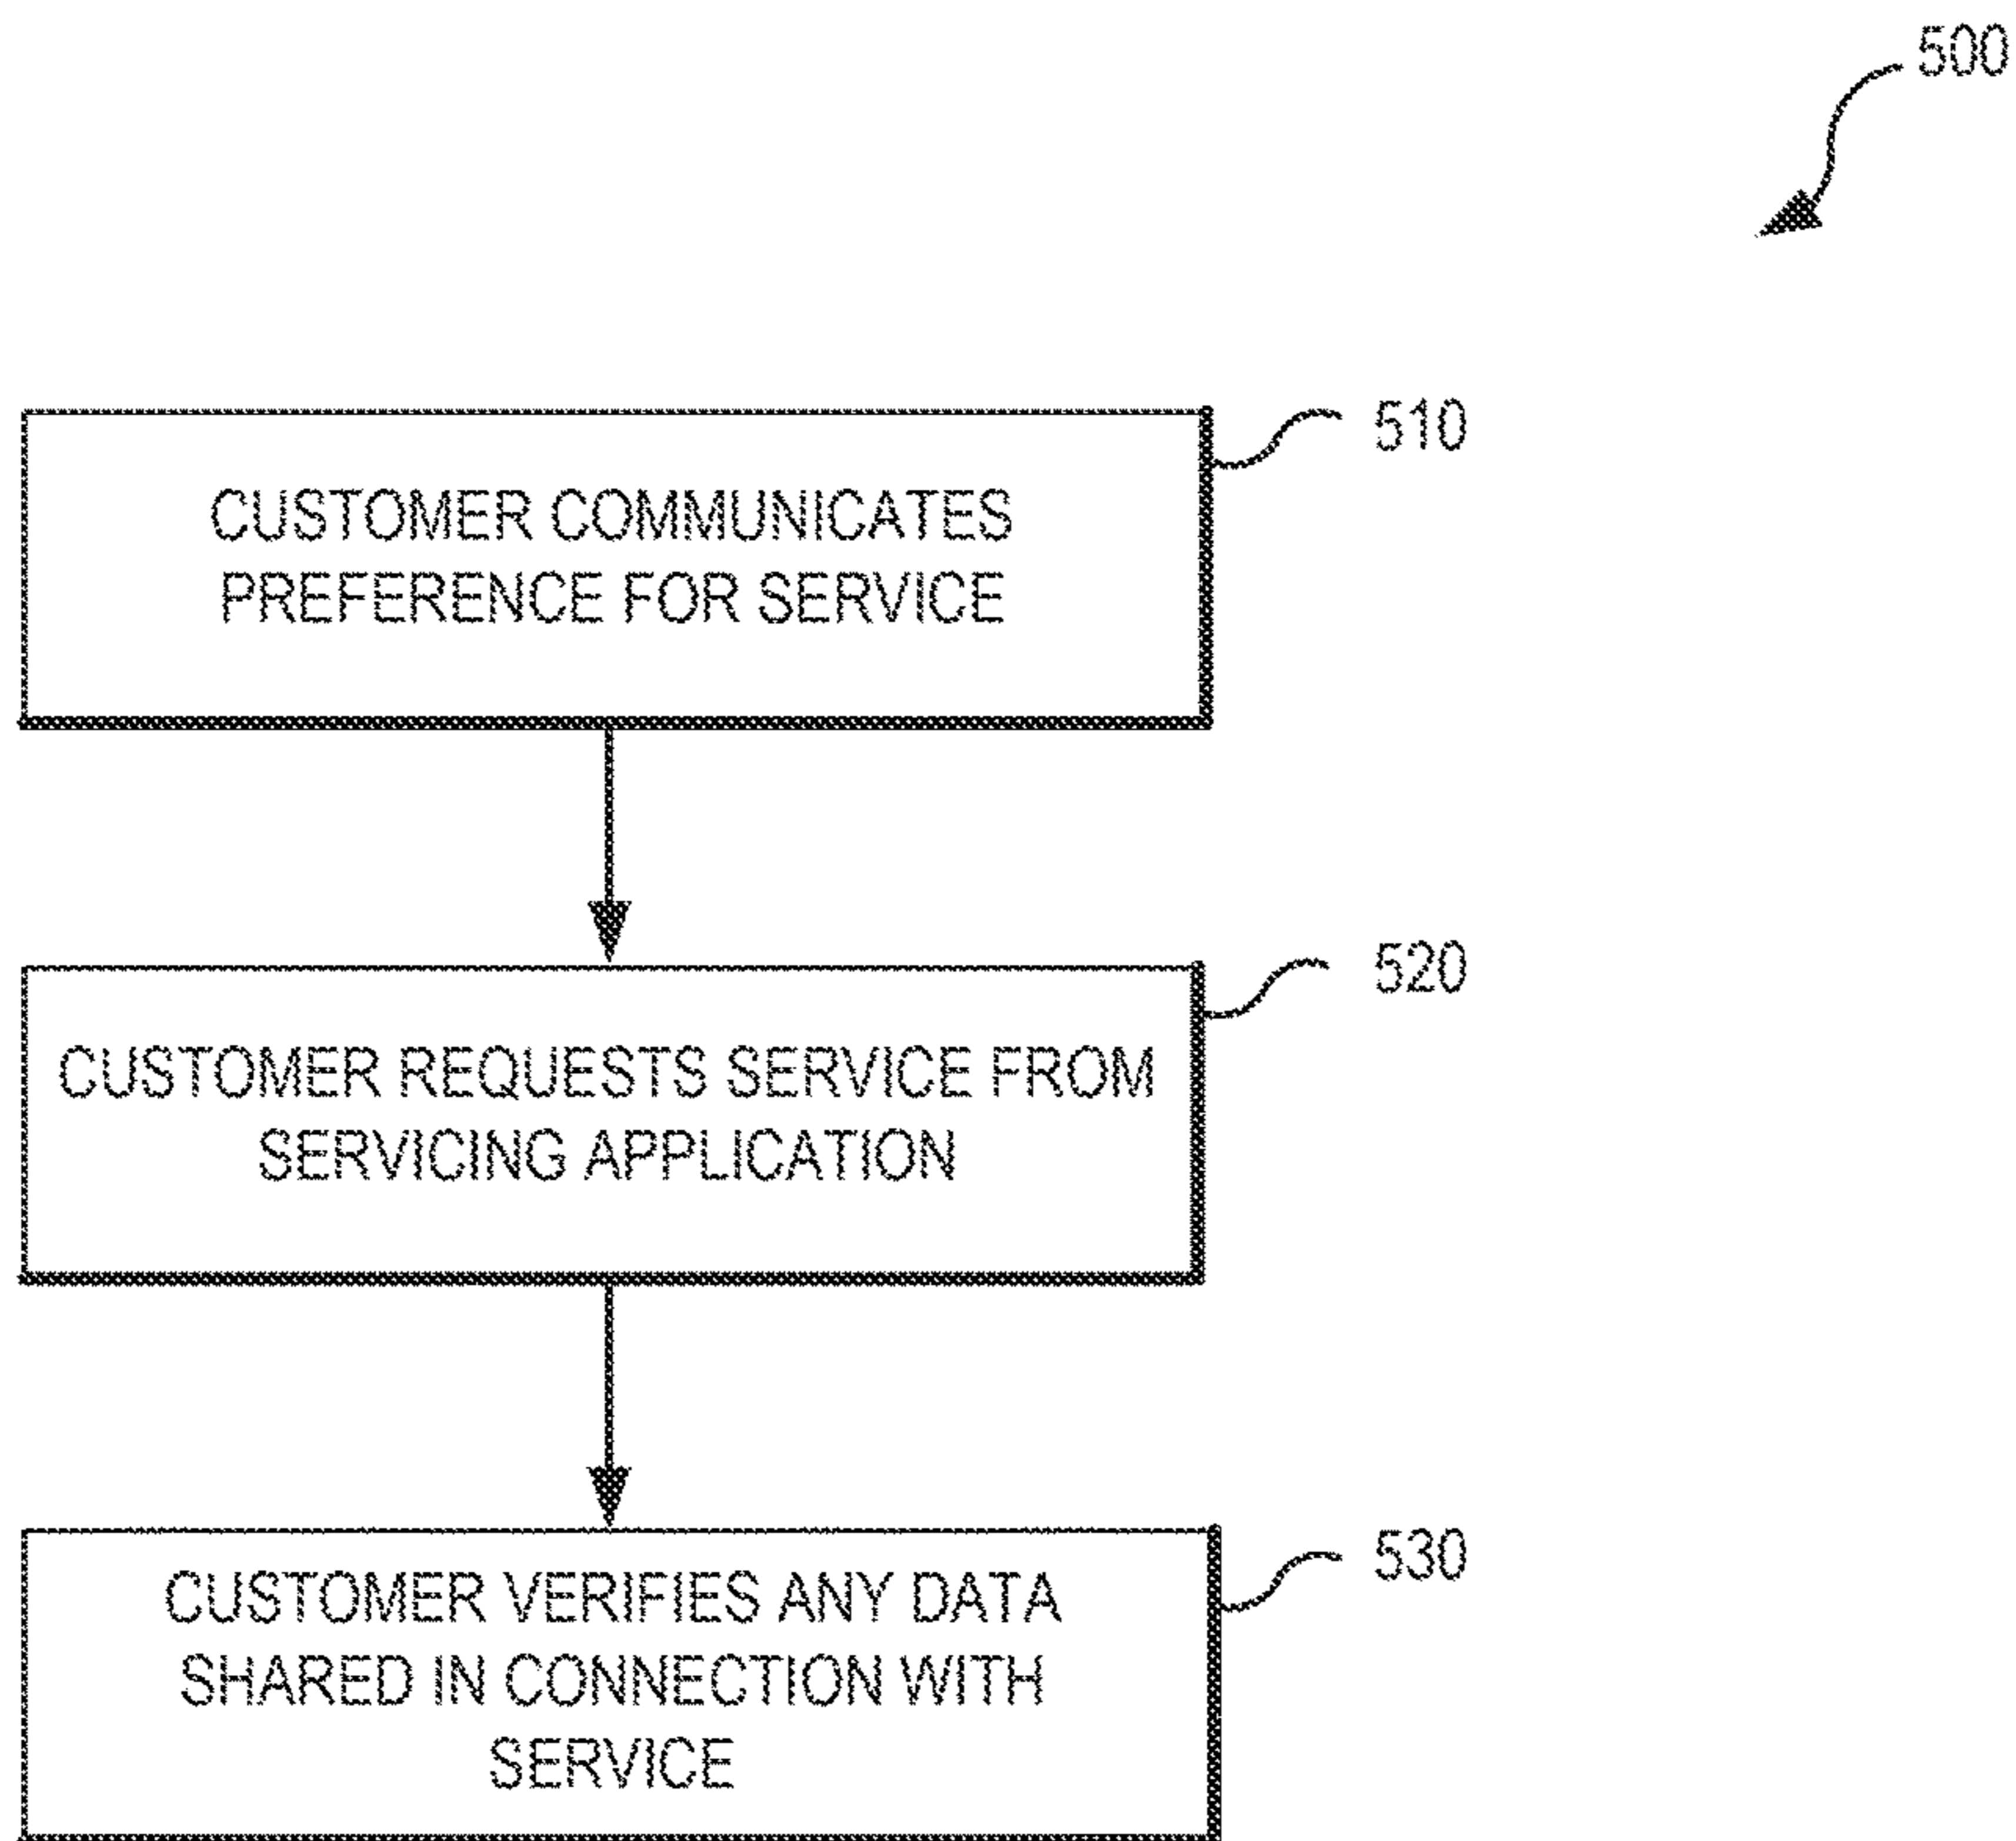 500
510
CUSTOMER COMMUNICATES
PREFERENCE FOR SERVICE
520
CUSTOMER REQUESTS SERVICE FROM
SERVICING APPLICATION
530
CUSTOMER VERIFIES ANY DATA
SHARED IN CONNECTION WITH
SERVICE